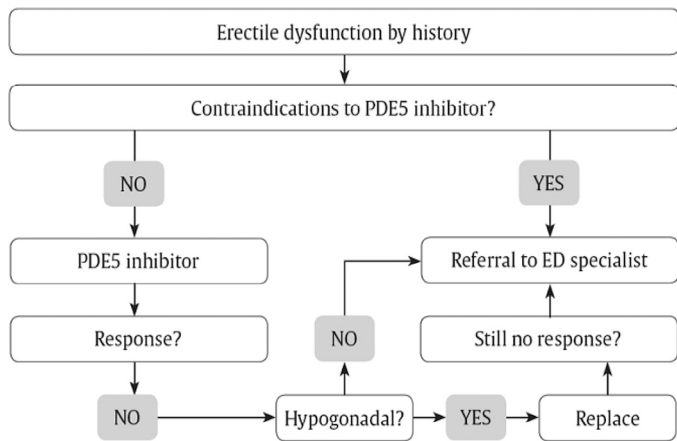 Erectile dysfunction by history
Contraindications to PDE5 inhibitor?
NO
YES
PDE5 inhibitor
Referral to ED specialist
Response?
NO
Still no response?
NO
Hypogonadal?
YES
Replace